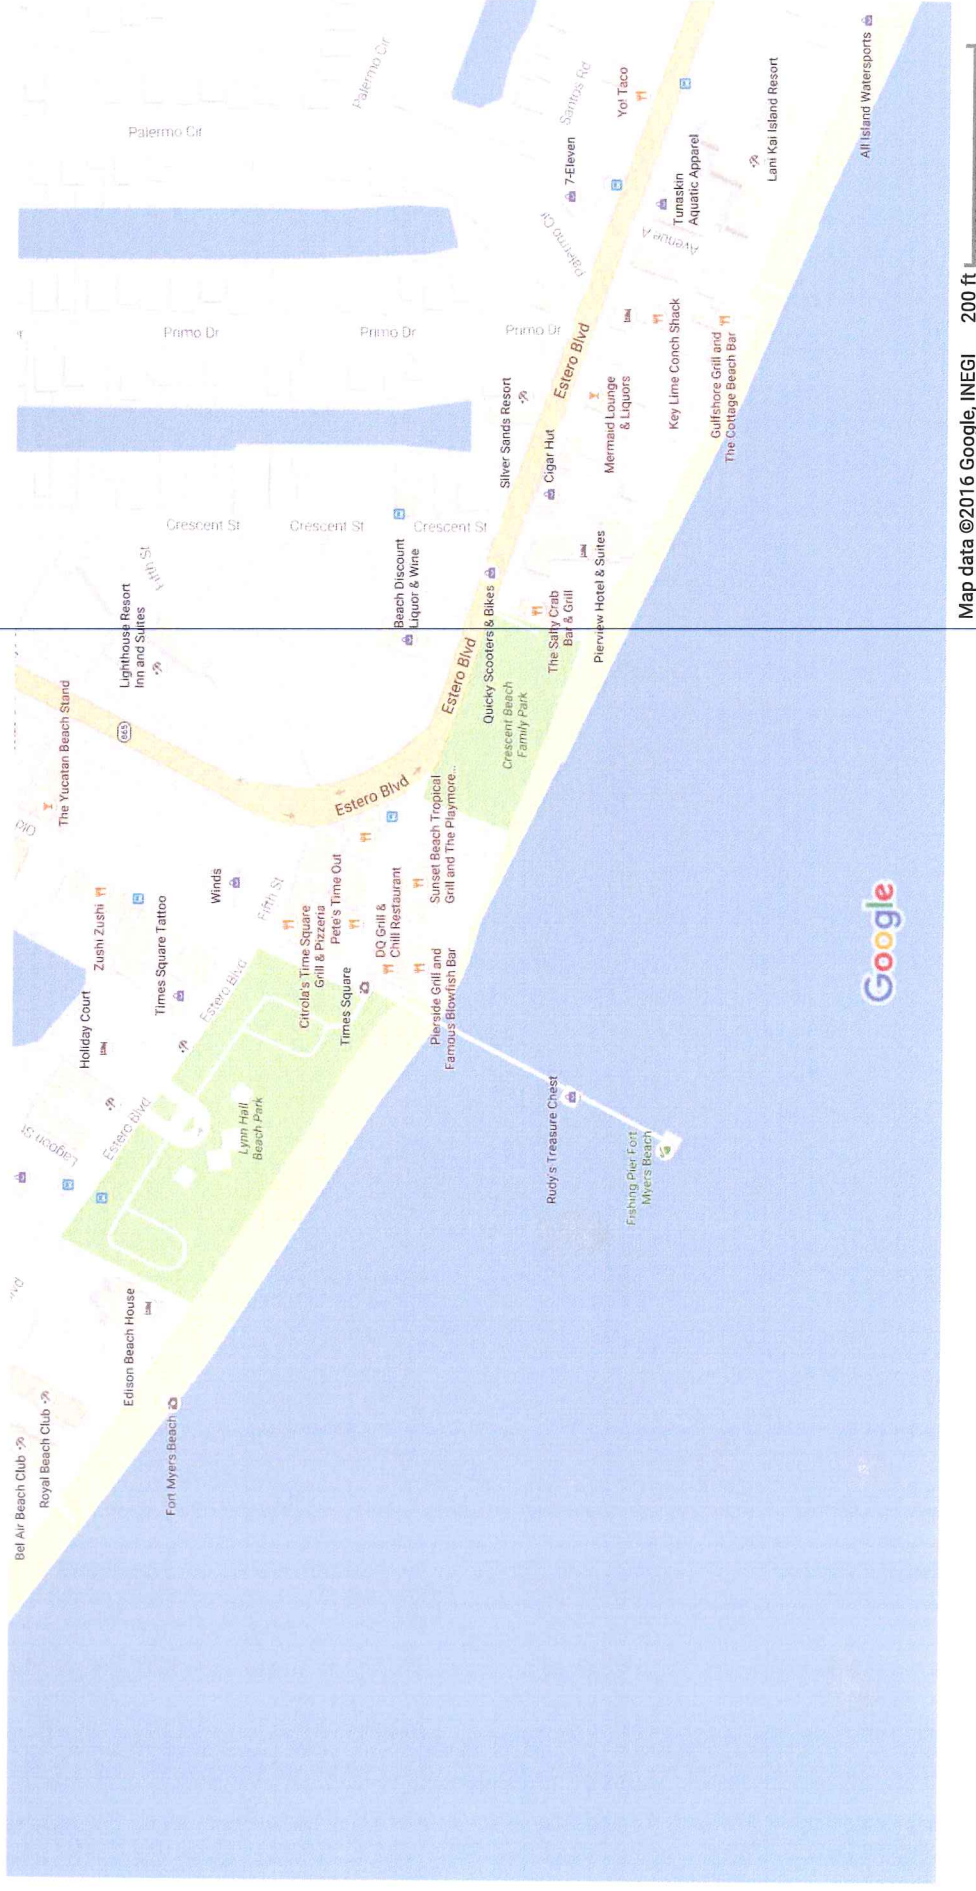 Bel Air Beach Club
Royal Beach Club
Fort Myers Beach
Edison Beach House
Lagoon St
Estero Blvd
Holiday Court
Lynn Hall
Beach Park
Zushi Zushi
Times Square Tattoo
Winds
Estero Blvd
Fifth St
The Yucatan Beach Stand
Old
865
Lighthouse Resort
Inn and Suites
Fifth St
Citrola's Time Square
Grill & Pizzeria
Pete's Time Out
Times Square
DQ Grill &
Chill Restaurant
Pierside Grill and
Famous Blowfish Bar
Sunset Beach Tropical
Grill and The Playmore...
Rudy's Treasure Chest
Fishing Pier Fort
Myers Beach
Estero Blvd
Estero Blvd
Crescent Beach
Family Park
Quicky Scooters & Bikes
Beach Discount
Liquor & Wine
Crescent St
Crescent St
Crescent St
The Salty Crab
Bar & Grill
Pierview Hotel & Suites
Silver Sands Resort
Cigar Hut
Estero Blvd
Mermaid Lounge
& Liquors
Key Lime Conch Shack
Gulfshore Grill and
The Cottage Beach Bar
Primo Dr
Primo Dr
Primo Dr
Palermo Cir
Palermo Cir
Palermo Cir
7-Eleven
Santos Rd
Yo! Taco
Avenue A
Tunaskin
Aquatic Apparel
Lani Kai Island Resort
All Island Watersports
Google
Map data ©2016 Google, INEGI 200 ft